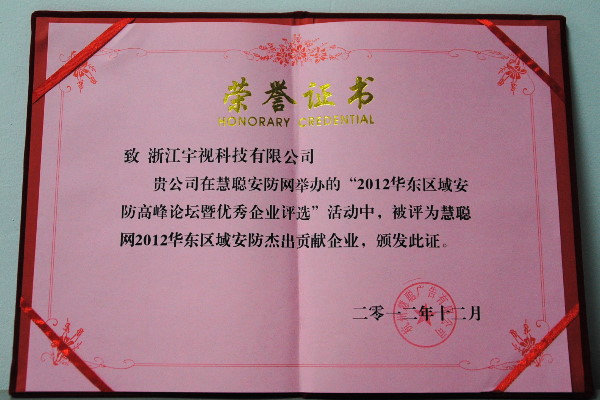 荣誉证书
HONORARY CREDENTIAL
致 浙江宇视科技有限公司
贵公司在慧聪安防网举办的“2012华东区域安
防高峰论坛暨优秀企业评选”活动中，被评为慧聪
网2012华东区域安防杰出贡献企业，颁发此证。
二零一二年十二月